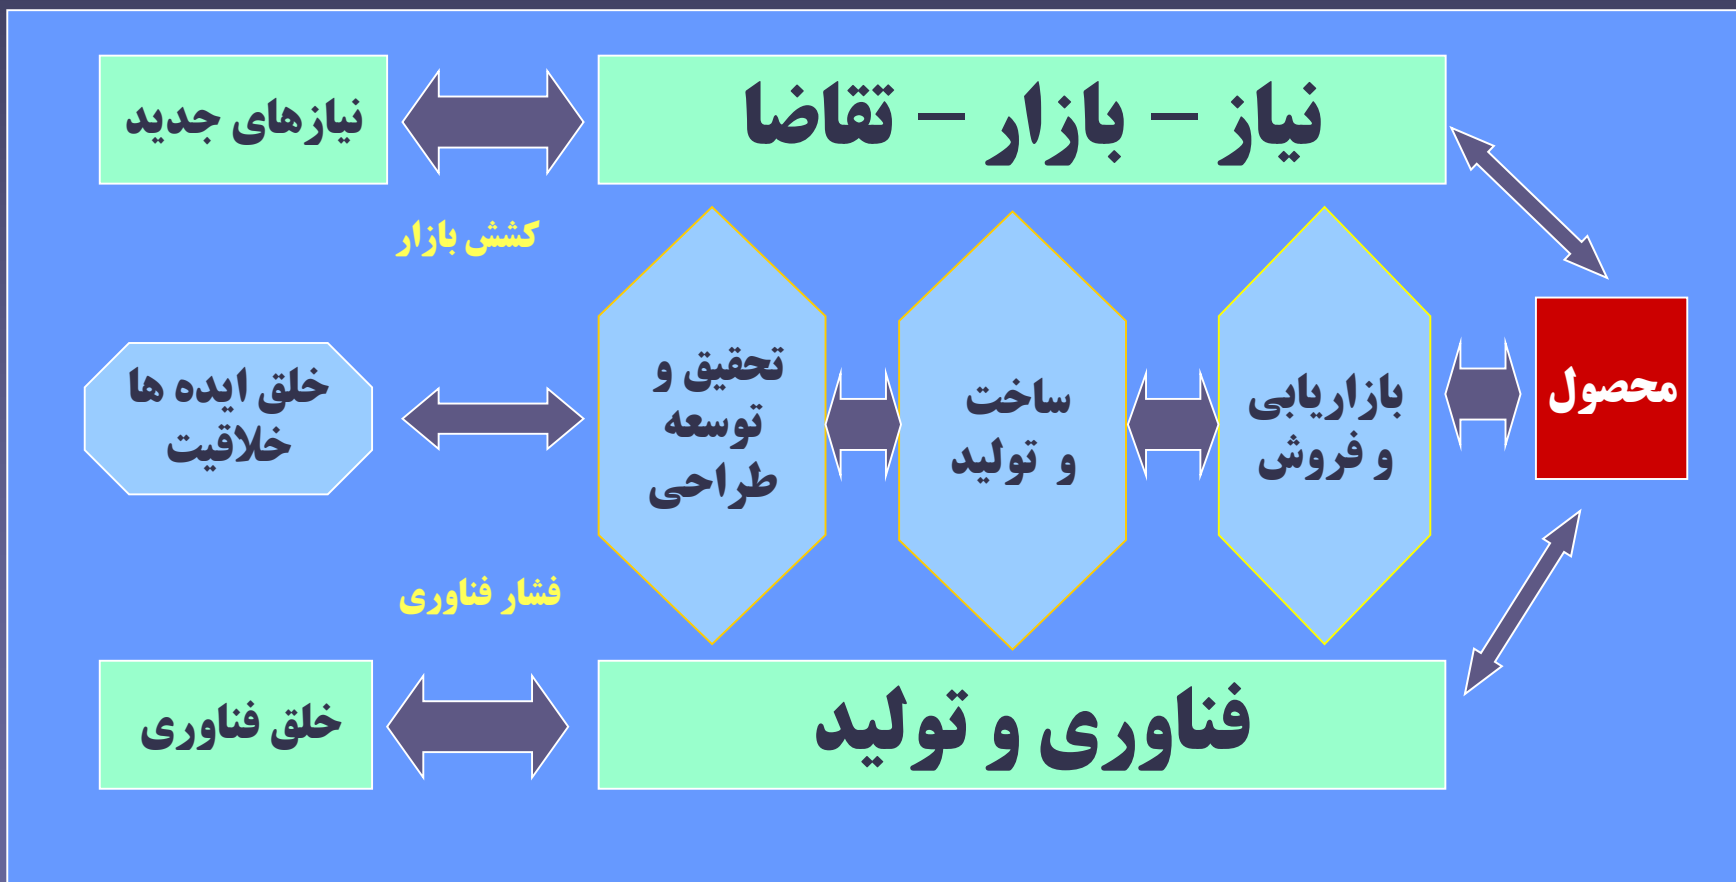 نیاز – بازار – تقاضا
نیازهای جدید
کشش بازار
محصول
بازاریابی
و فروش
ساخت
و تولید
تحقیق و
توسعه
طراحی
خلق ایده ها
خلاقیت
فشار فناوری
فناوری و تولید
خلق فناوری